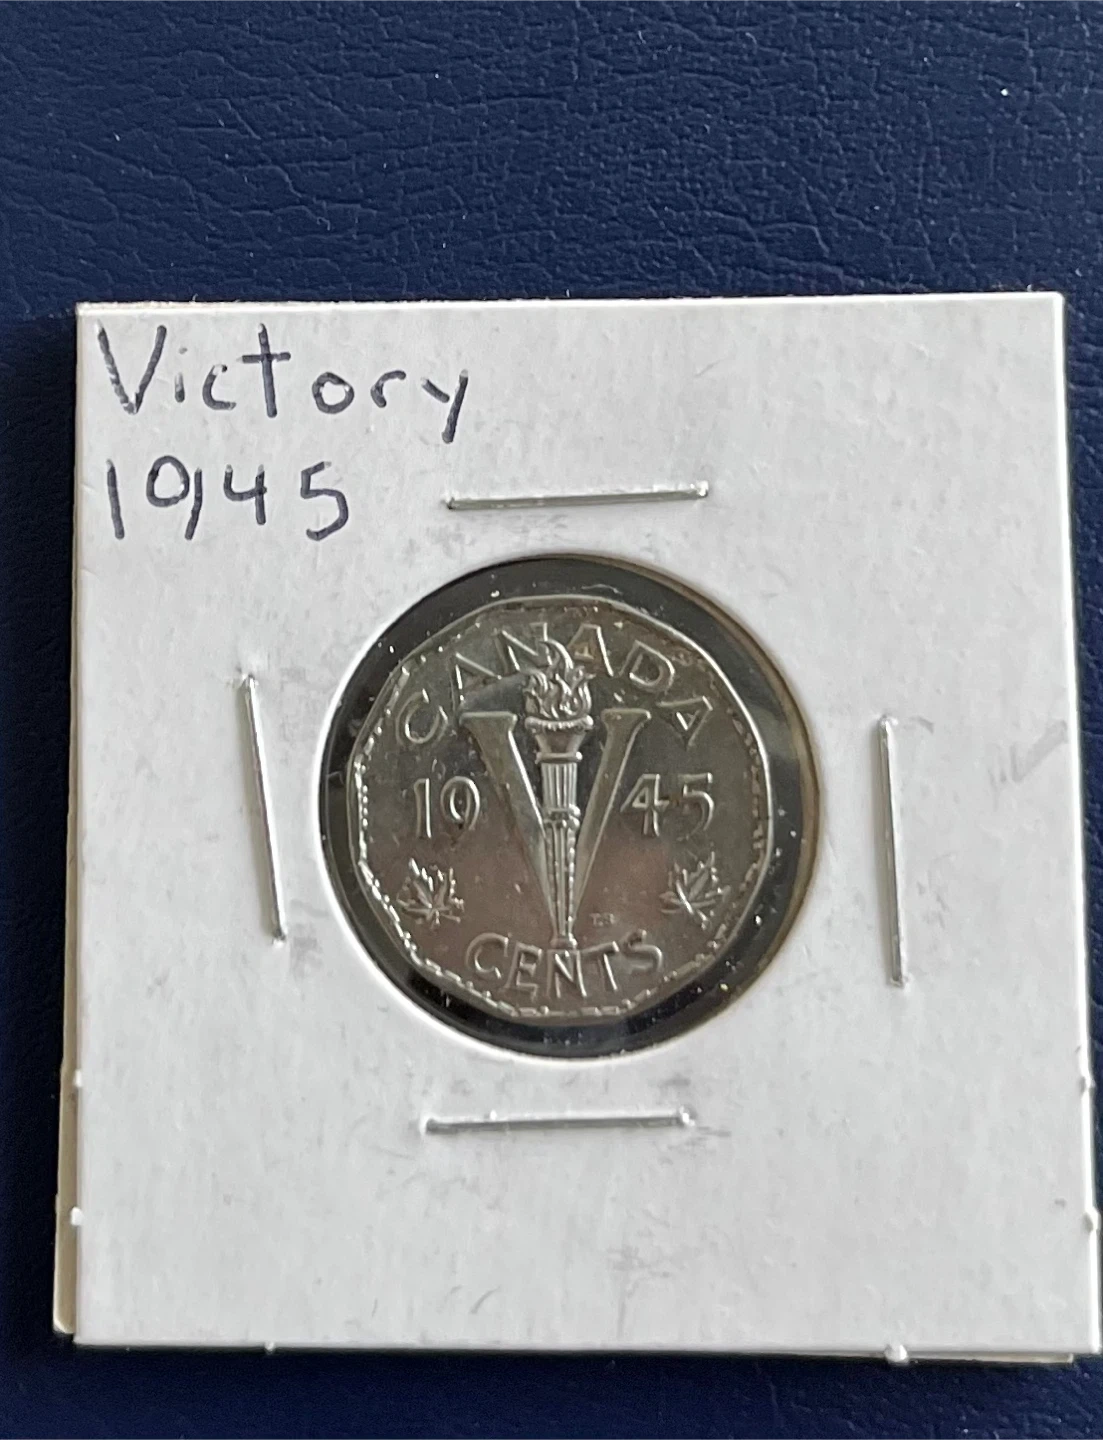 Victory
1945
CANADA
19 V 45
T.S
CENTS